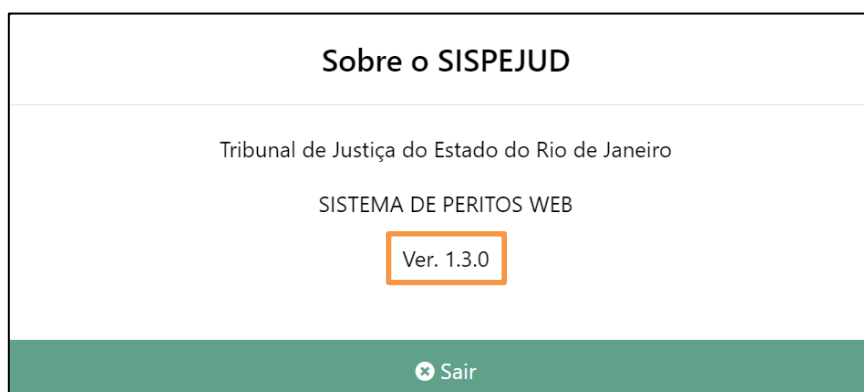 Sobre o SISPEJUD
Tribunal de Justiça do Estado do Rio de Janeiro
SISTEMA DE PERITOS WEB
Ver. 1.3.0
Sair